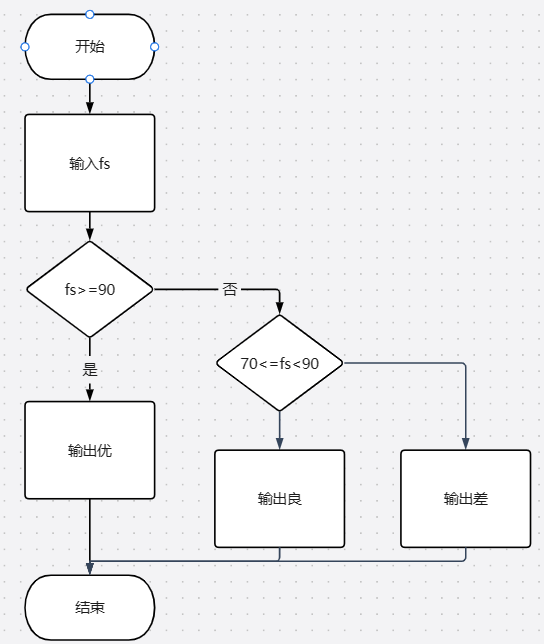 开始
输入fs
fs>=90
否
70<=fs<90
是
输出优
输出良
输出差
结束